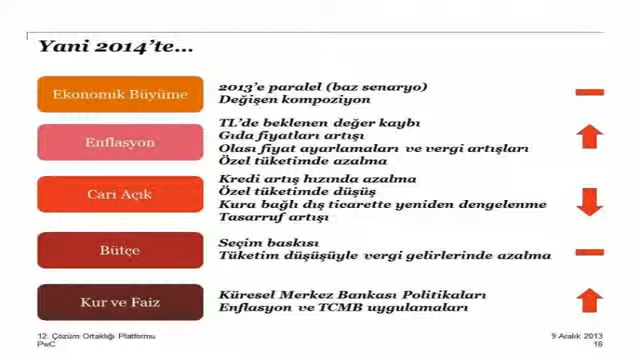 Yani 2014’te...
Ekonomik Büyüme
2013’e paralel (baz senaryo)
Değişen kompoziyon
Enflasyon
TL’de beklenen değer kaybı
Gıda fiyatları artışı
Olası fiyat ayarlamaları ve vergi artışları
Özel tüketimde azalma
Cari Açık
Kredi artış hızında azalma
Özel tüketimde düşüş
Kura bağlı dış ticarette yeniden dengelenme
Tasarruf artışı
Bütçe
Seçim baskısı
Tüketim düşüşüyle vergi gelirlerinde azalma
Kur ve Faiz
Küresel Merkez Bankası Politikaları
Enflasyon ve TCMB uygulamaları
12. Çözüm Ortaklığı Platformu
PwC
9 Aralık 2013
16